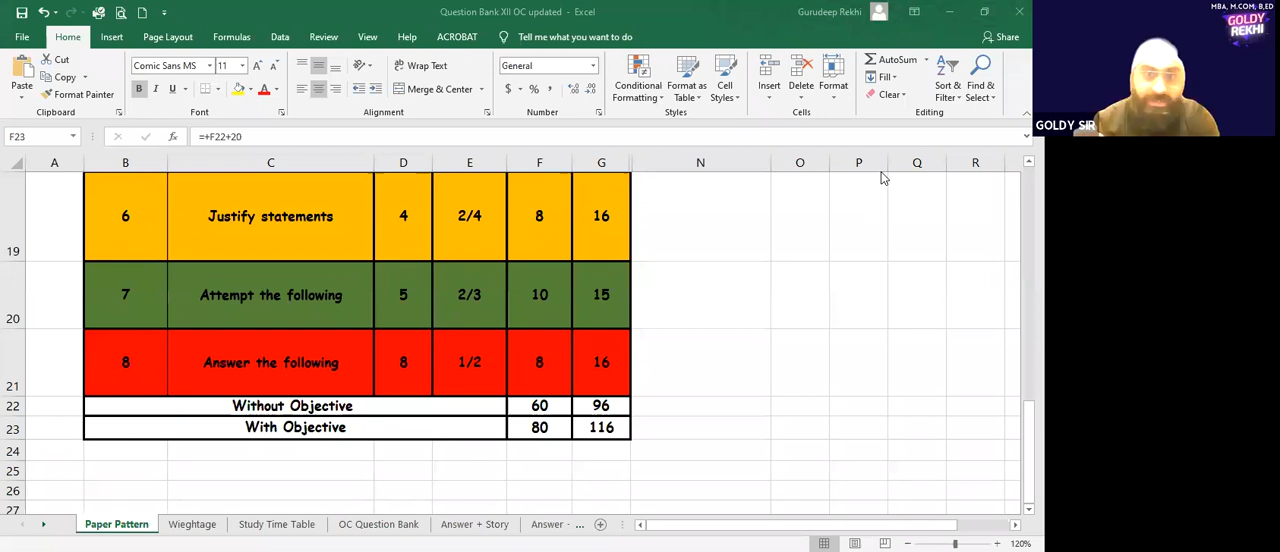 Question Bank XII OC updated - Excel
Gurudeep Rekhi
File Home Insert Page Layout Formulas Data Review View Help ACROBAT Tell me what you want to do Share
Paste
Cut
Copy
Format Painter
Clipboard
Comic Sans MS 11
B I U
Font
Wrap Text
Merge & Center
Alignment
General
$ % ,
Number
Conditional Formatting
Format as Table
Cell Styles
Styles
Insert Delete Format
Cells
AutoSum
Fill
Clear
Sort & Filter
Find & Select
Editing
MBA, M.COM, B,ED
GOLDY
REKHI
GOLDY SIR
F23 fx =+F22+20
A B C D E F G N O P Q R
19 6 Justify statements 4 2/4 8 16
20 7 Attempt the following 5 2/3 10 15
21 8 Answer the following 8 1/2 8 16
22 Without Objective 60 96
23 With Objective 80 116
24
25
26
27
Paper Pattern Wieghtage Study Time Table OC Question Bank Answer + Story Answer - ...
120%